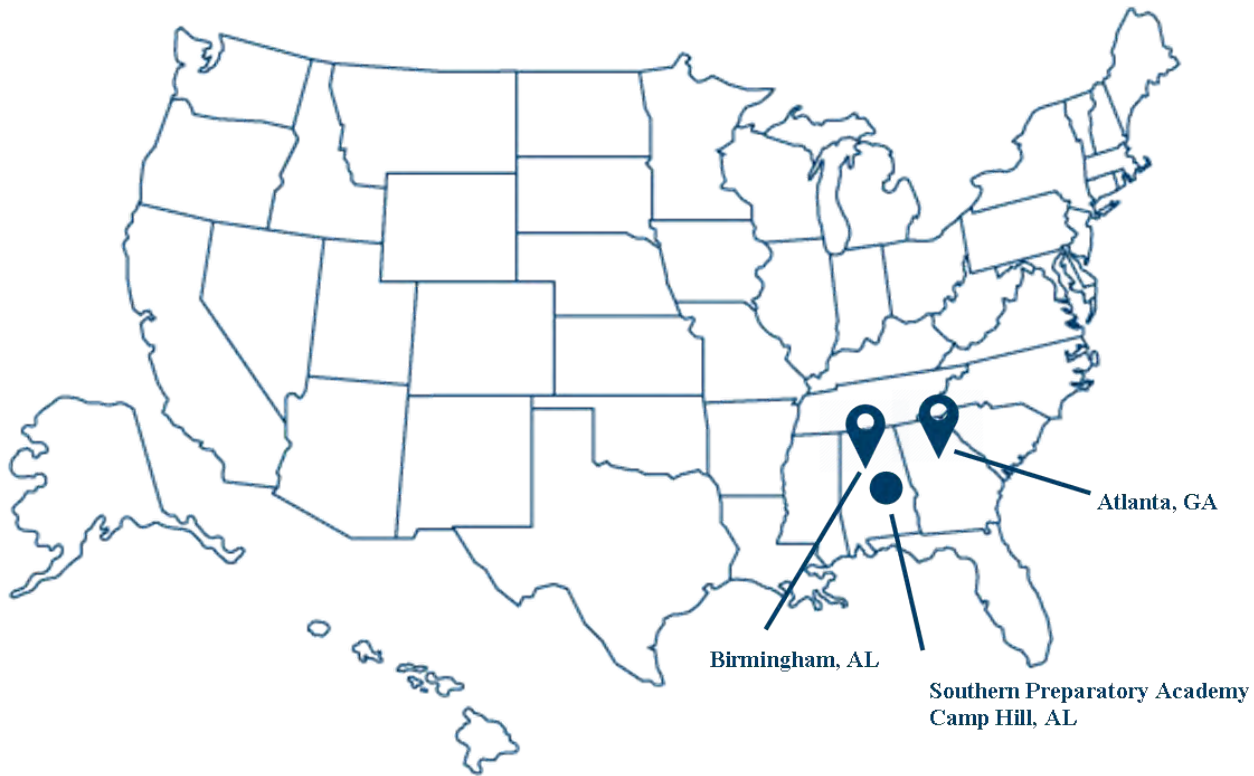 Atlanta, GA
Birmingham, AL
Southern Preparatory Academy
Camp Hill, AL